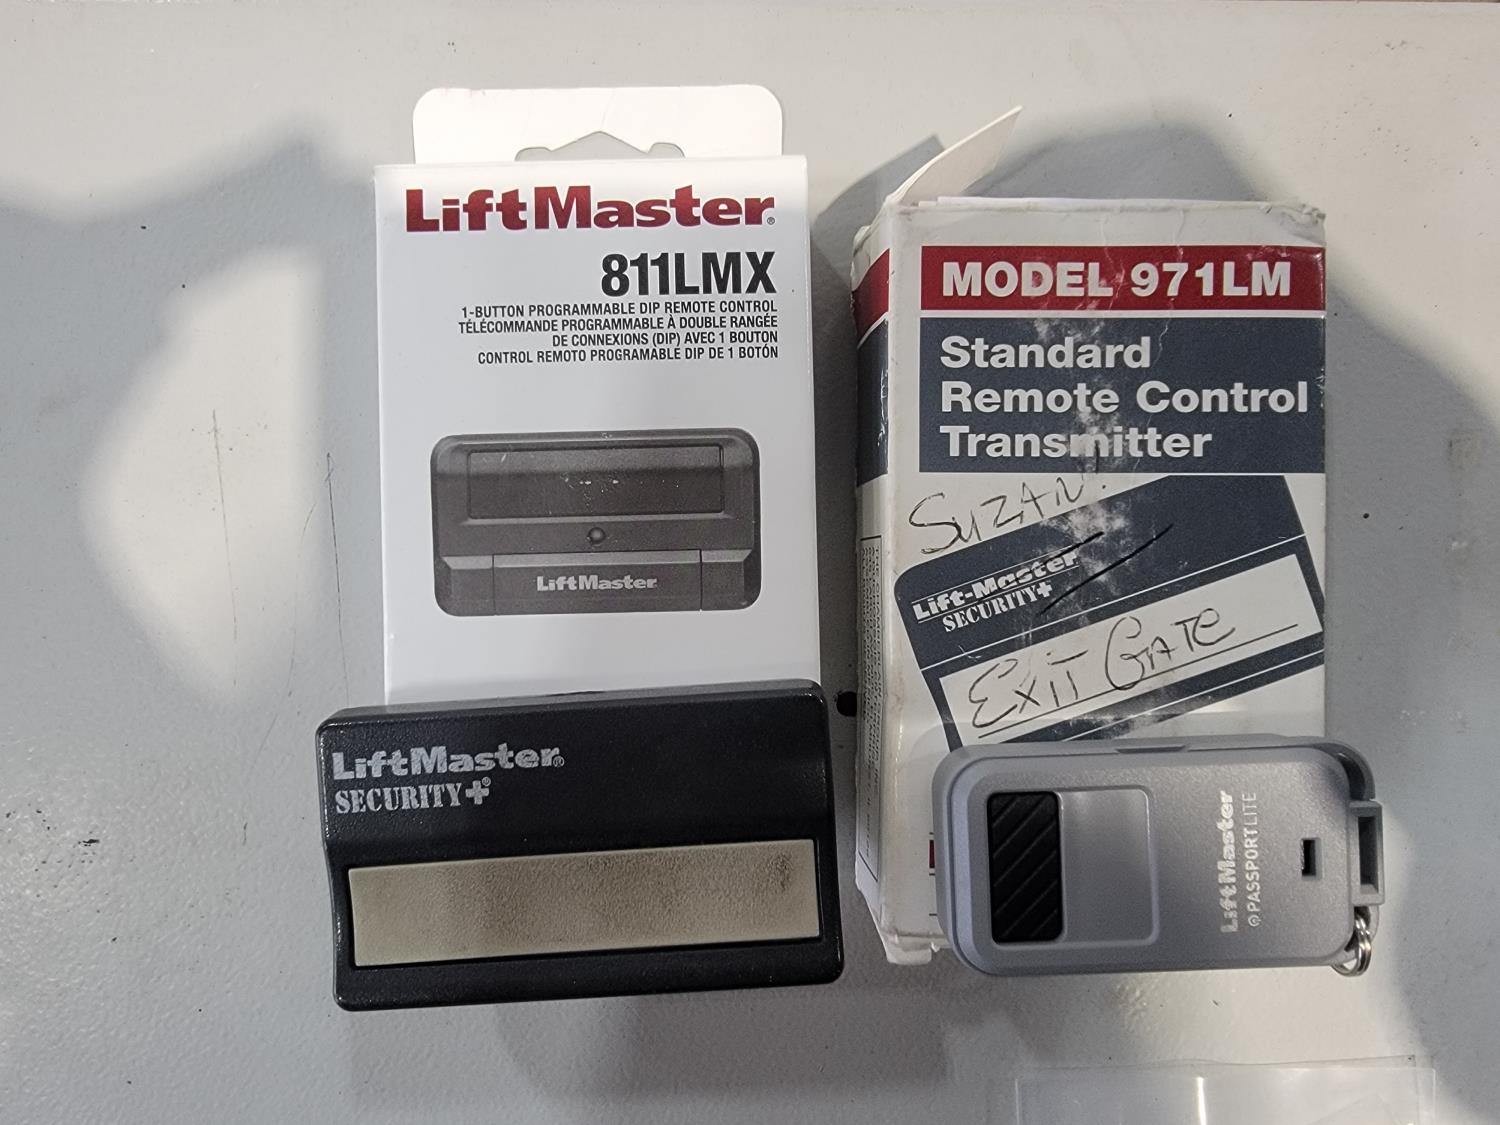 LiftMaster®
811LMX
1-BUTTON PROGRAMMABLE DIP REMOTE CONTROL
TÉLÉCOMMANDE PROGRAMMABLE À DOUBLE RANGÉE
DE CONNEXIONS (DIP) AVEC 1 BOUTON
CONTROL REMOTO PROGRAMABLE DIP DE 1 BOTÓN
LiftMaster
LiftMaster®
SECURITY+®
MODEL 971LM
Standard
Remote Control
Transmitter
SUZAN
Lift-Master
SECURITY+
EXIT GATE
LiftMaster
PASSPORTLITE